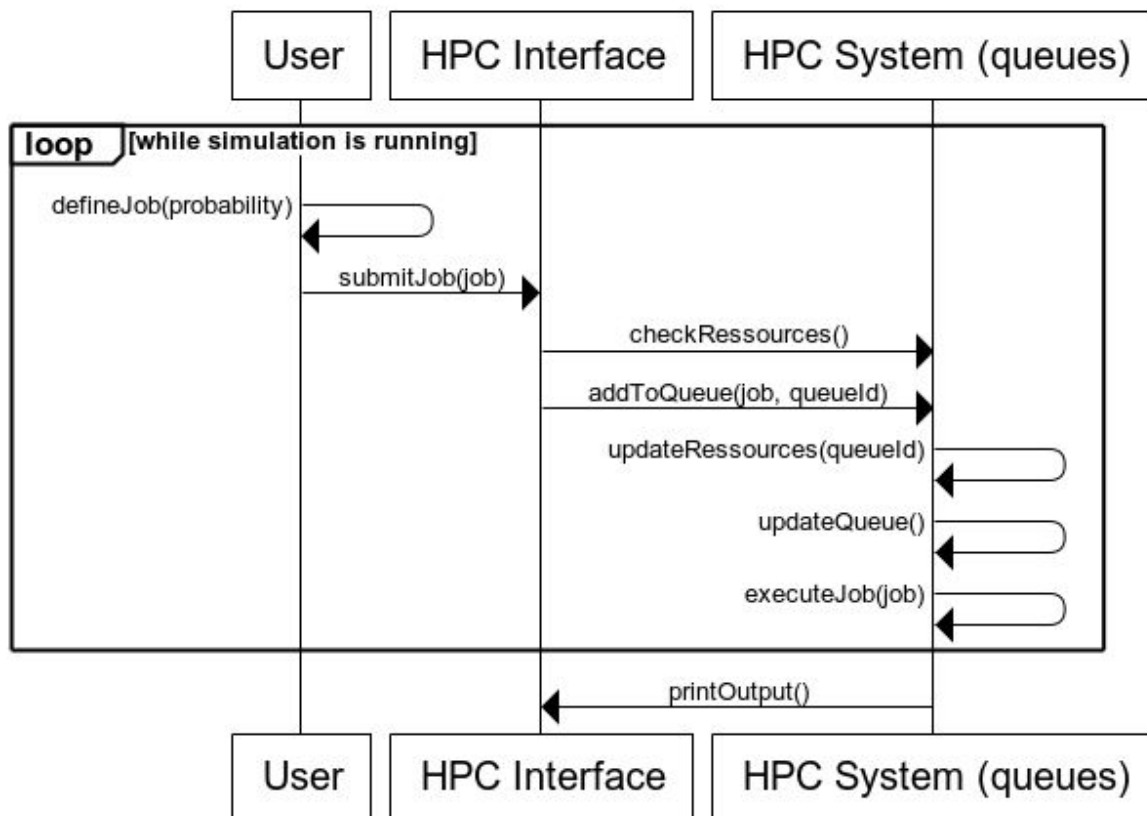 User
HPC Interface
HPC System (queues)
loop
[while simulation is running]
defineJob(probability)
submitJob(job)
checkRessources()
addToQueue(job, queueId)
updateRessources(queueId)
updateQueue()
executeJob(job)
printOutput()
User
HPC Interface
HPC System (queues)